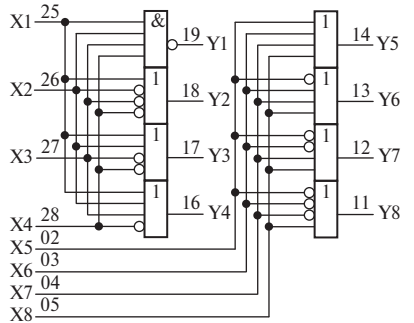 X1 25 & 19 Y1 1 14 Y5
X2 26 1 18 Y2 1 13 Y6
X3 27 1 17 Y3 1 12 Y7
X4 28 1 16 Y4 1 11 Y8
X5 02
X6 03
X7 04
X8 05